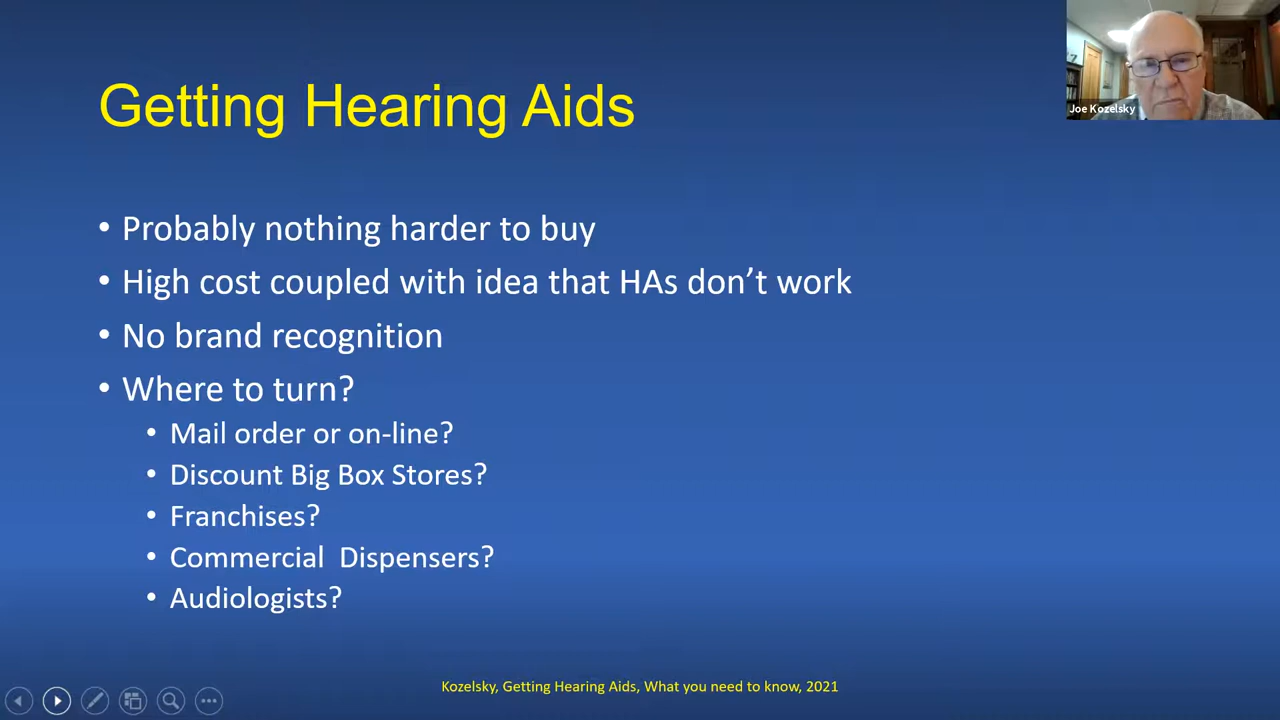 Getting Hearing Aids
Joe Kozelsky
• Probably nothing harder to buy
• High cost coupled with idea that HAs don’t work
• No brand recognition
• Where to turn?
• Mail order or on-line?
• Discount Big Box Stores?
• Franchises?
• Commercial  Dispensers?
• Audiologists?
Kozelsky, Getting Hearing Aids, What you need to know, 2021